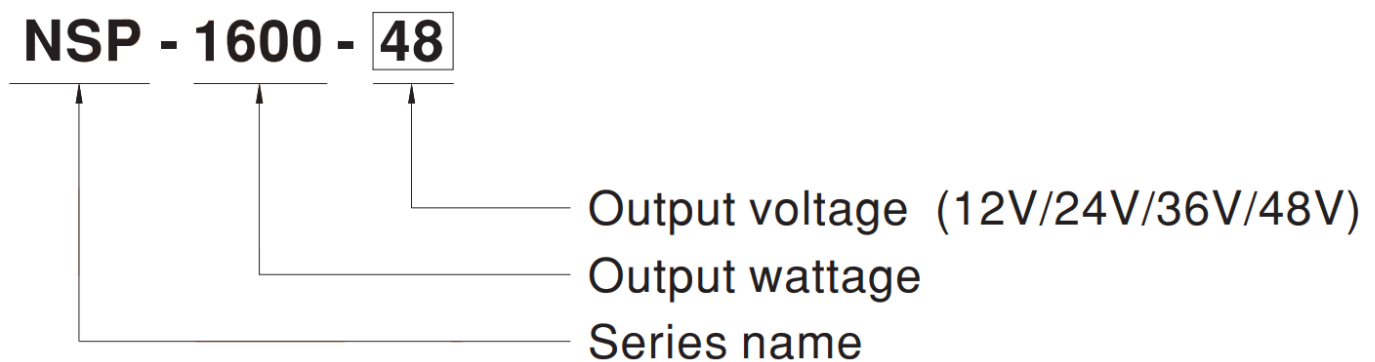 NSP - 1600 - 48
Output voltage (12V/24V/36V/48V)
Output wattage
Series name